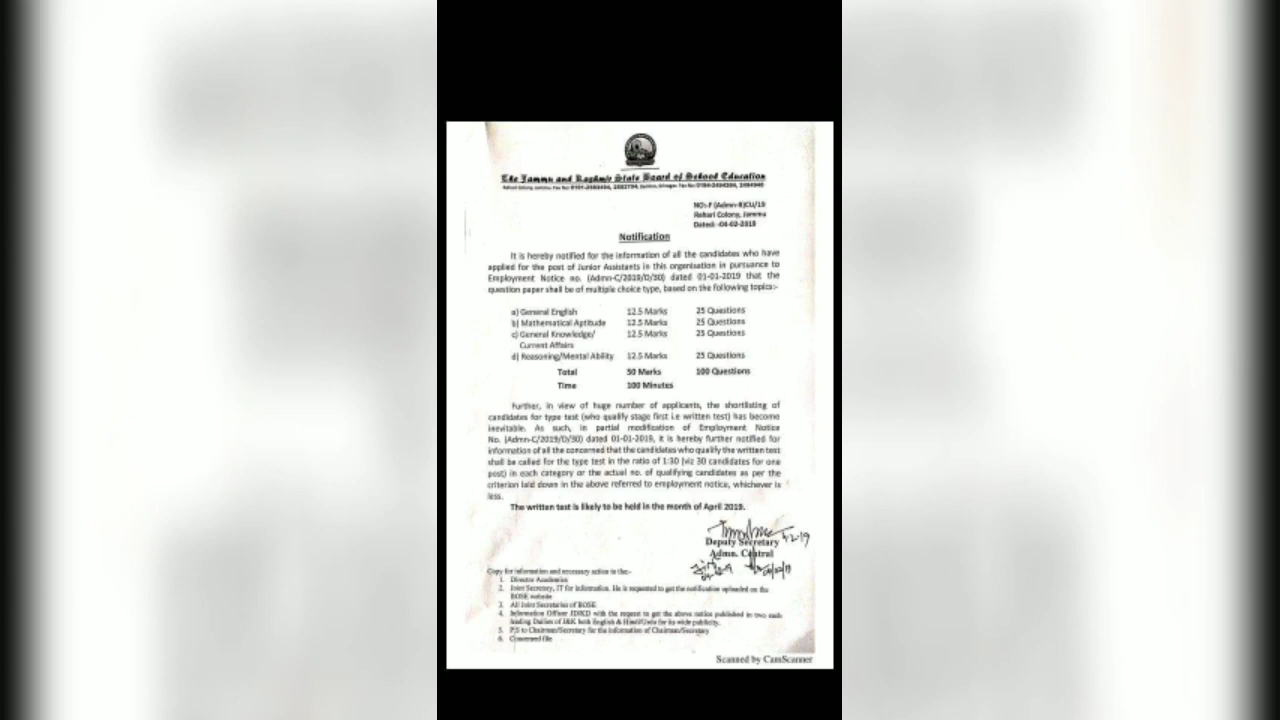 The Jammu and Kashmir State Board of School Education
NO:-F (Admn-B)CU/19
Rehari Colony, Jammu
Dated:-04-02-2019
Notification
It is hereby notified for the information of all the candidates who have
applied for the post of Junior Assistants in this organisation in pursuance to
Employment Notice no. (Admn-C/2019/D/30) dated 01-01-2019 that the
question paper shall be of multiple choice type, based on the following topics:-
a) General English 12.5 Marks 25 Questions
b) Mathematical Aptitude 12.5 Marks 25 Questions
c) General Knowledge/ 12.5 Marks 25 Questions
Current Affairs
d) Reasoning/Mental Ability 12.5 Marks 25 Questions
Total 50 Marks 100 Questions
Time 100 Minutes
Further, in view of huge number of applicants, the shortlisting of
candidates for type test (who qualify stage first i.e written test) has become
inevitable. As such, in partial modification of Employment Notice
No. (Admn-C/2019/D/30) dated 01-01-2019, it is hereby further notified for
information of all the concerned that the candidates who qualify the written test
shall be called for the type test in the ratio of 1:30 (viz 30 candidates for one
post) in each category or the actual no. of qualifying candidates as per the
criterion laid down in the above referred to employment notice, whichever is
less.
The written test is likely to be held in the month of April 2019.
Deputy Secretary
Admn. Central
Copy for information and necessary action to the:-
1. Director Academics
2. Joint Secretary, IT for information. He is requested to get the notification uploaded on the
BOSE website
3. All Joint Secretaries of BOSE
4. Information Officer JD/KD with the request to get the above notice published in two each
leading Dailies of J&K both English & Hindi/Urdu for its wide publicity.
5. P.S to Chairman/Secretary for the information of Chairman/Secretary
6. Concerned file
Scanned by CamScanner